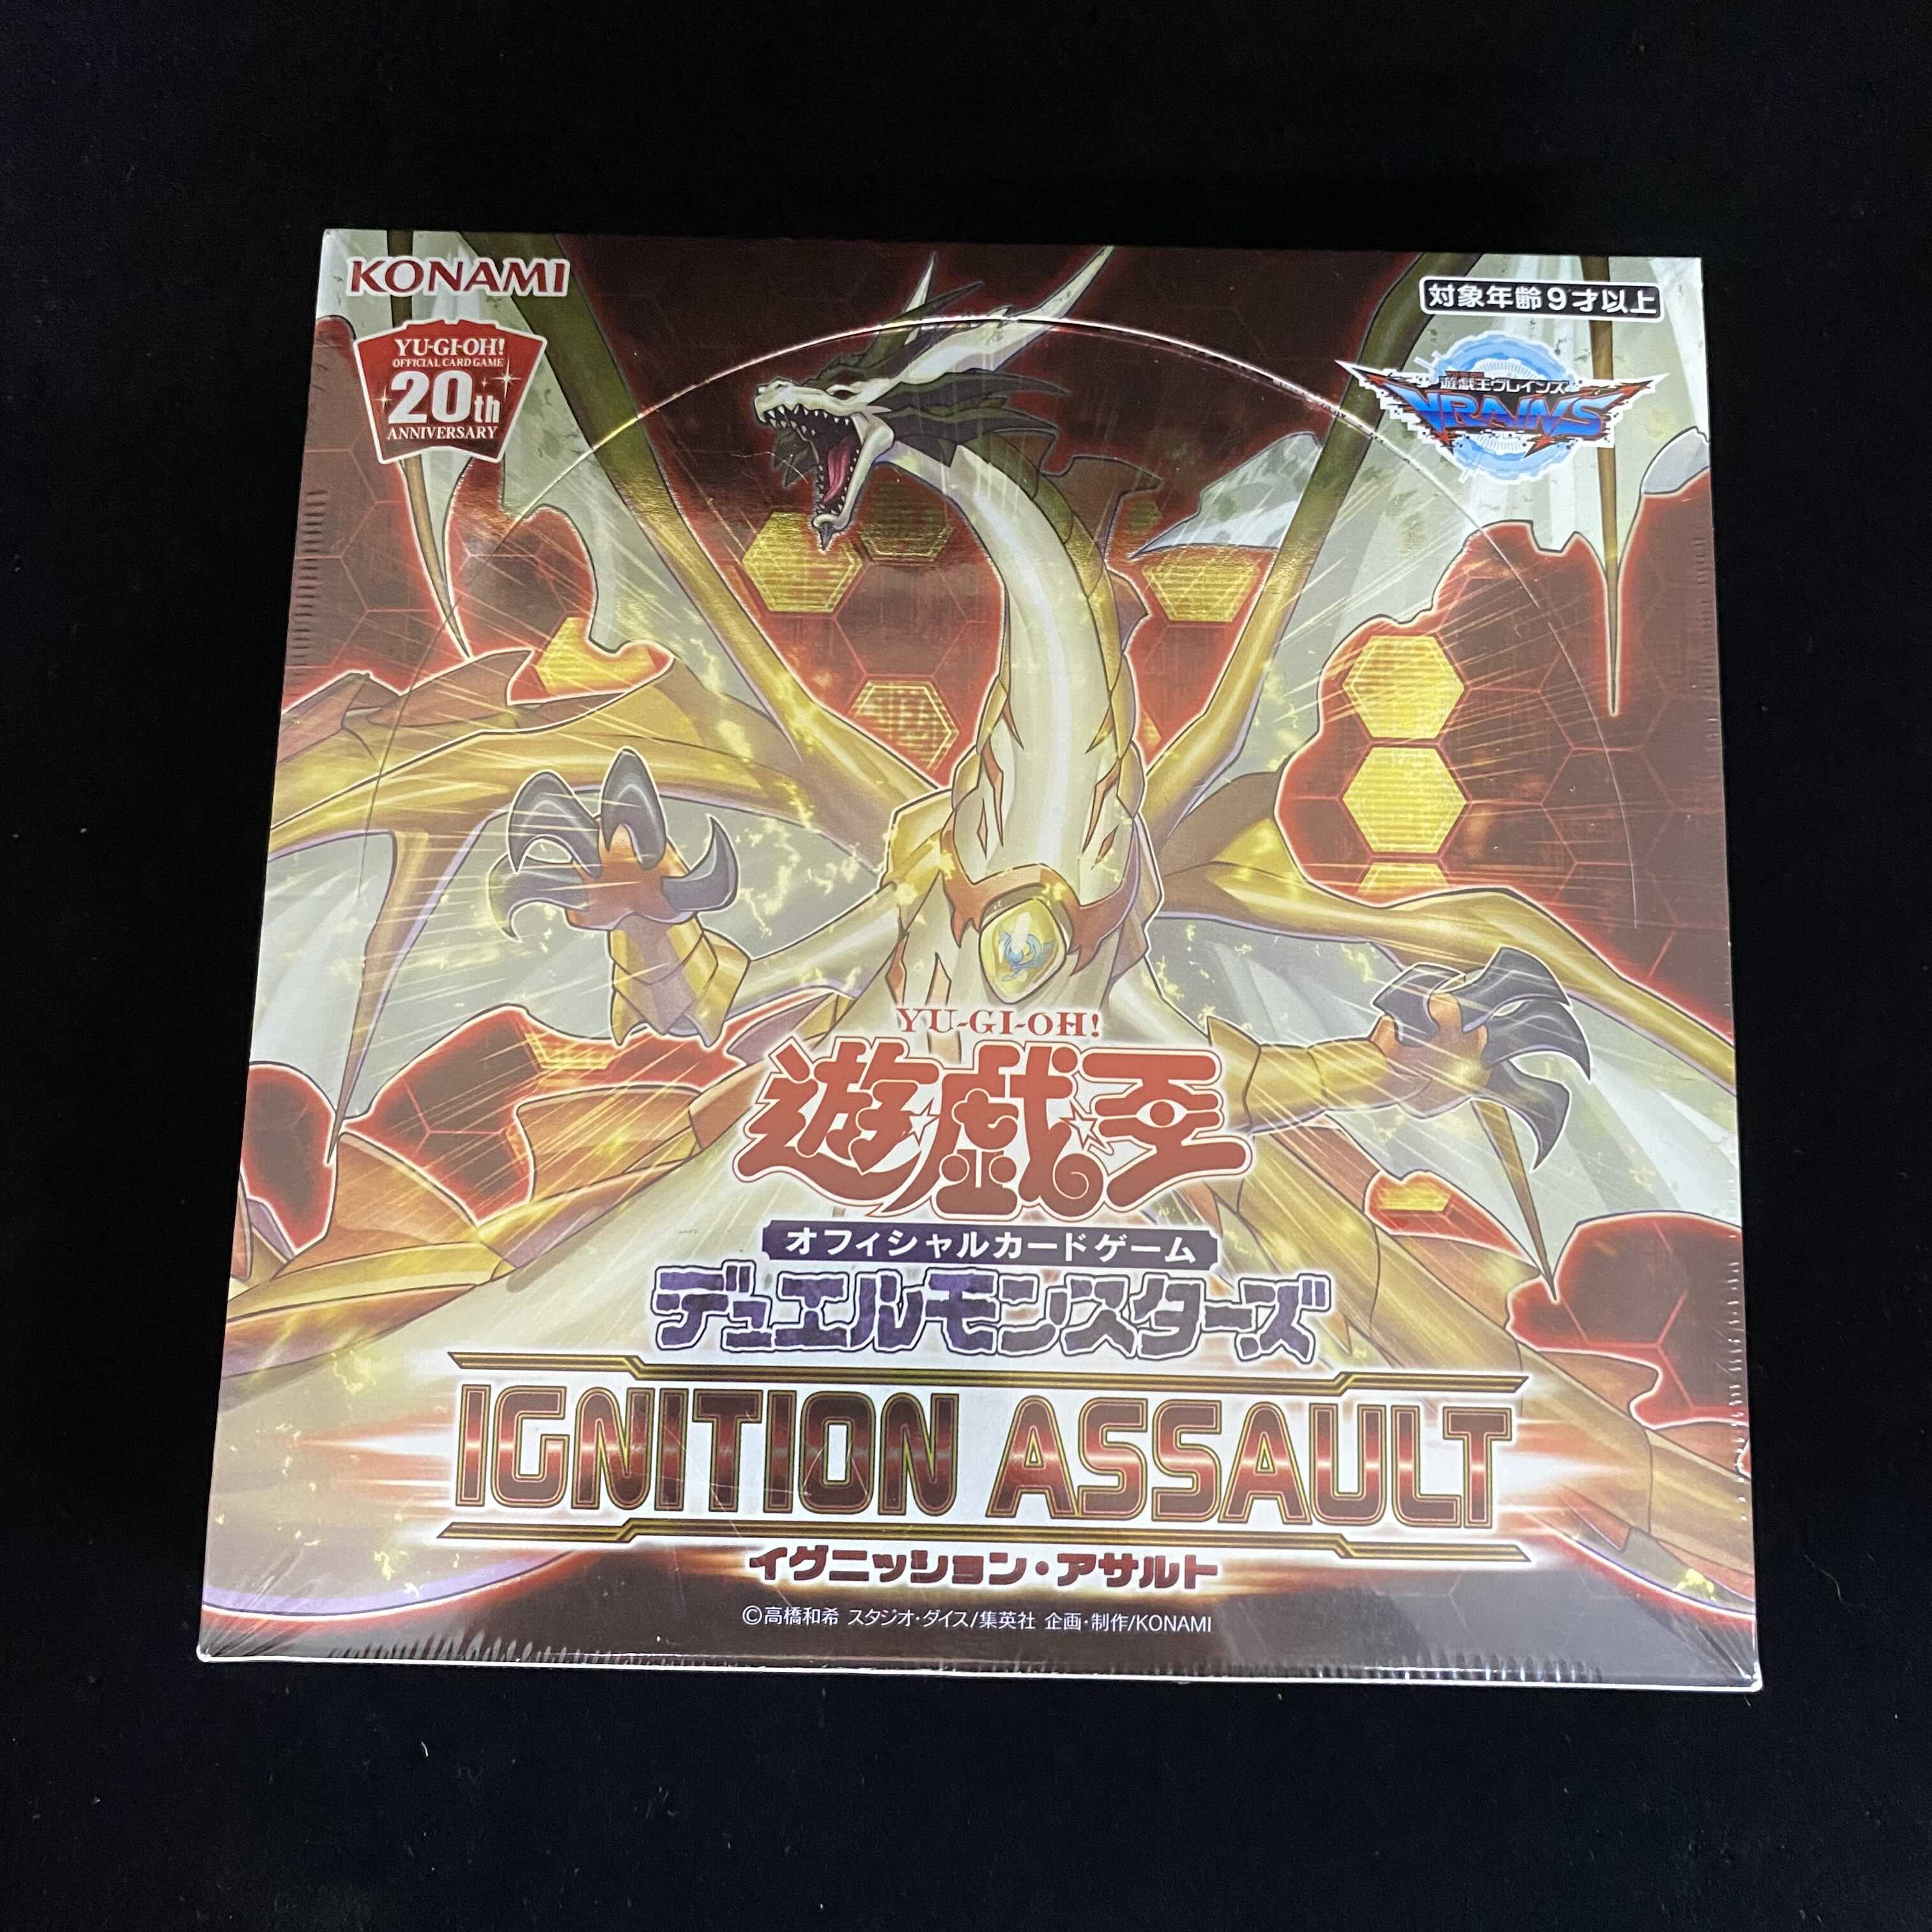 KONAMI
対象年齢9才以上
YU-GI-OH!
OFFICIAL CARD GAME
20th
ANNIVERSARY
遊戯王ヴレインズ
VRAINS
YU-GI-OH!
遊戯王
オフィシャルカードゲーム
デュエルモンスターズ
IGNITION ASSAULT
イグニッション・アサルト
©高橋和希 スタジオ・ダイス/集英社 企画・制作/KONAMI